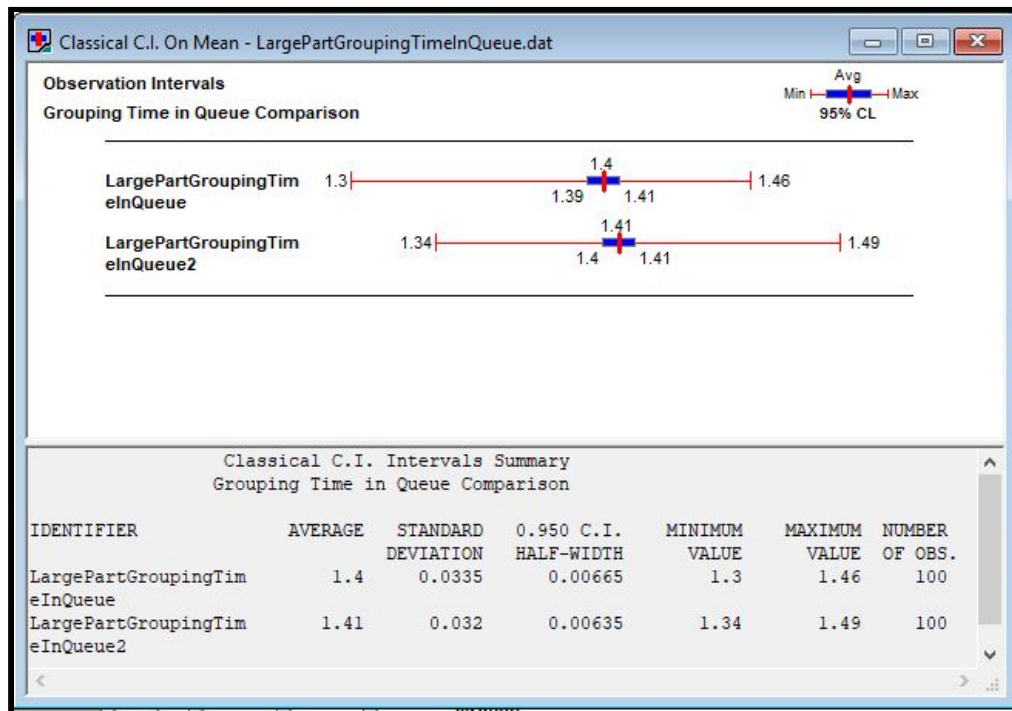 Classical C.I. On Mean - LargePartGroupingTimeInQueue.dat
Observation Intervals
Grouping Time in Queue Comparison
Avg
Min Max
95% CL
LargePartGroupingTim
eInQueue
1.3 1.4 1.46
1.39 1.41
LargePartGroupingTim
eInQueue2
1.34 1.41 1.49
1.4 1.41
Classical C.I. Intervals Summary
Grouping Time in Queue Comparison
IDENTIFIER AVERAGE STANDARD 0.950 C.I. MINIMUM MAXIMUM NUMBER
DEVIATION HALF-WIDTH VALUE VALUE OF OBS.
LargePartGroupingTim 1.4 0.0335 0.00665 1.3 1.46 100
eInQueue
LargePartGroupingTim 1.41 0.032 0.00635 1.34 1.49 100
eInQueue2